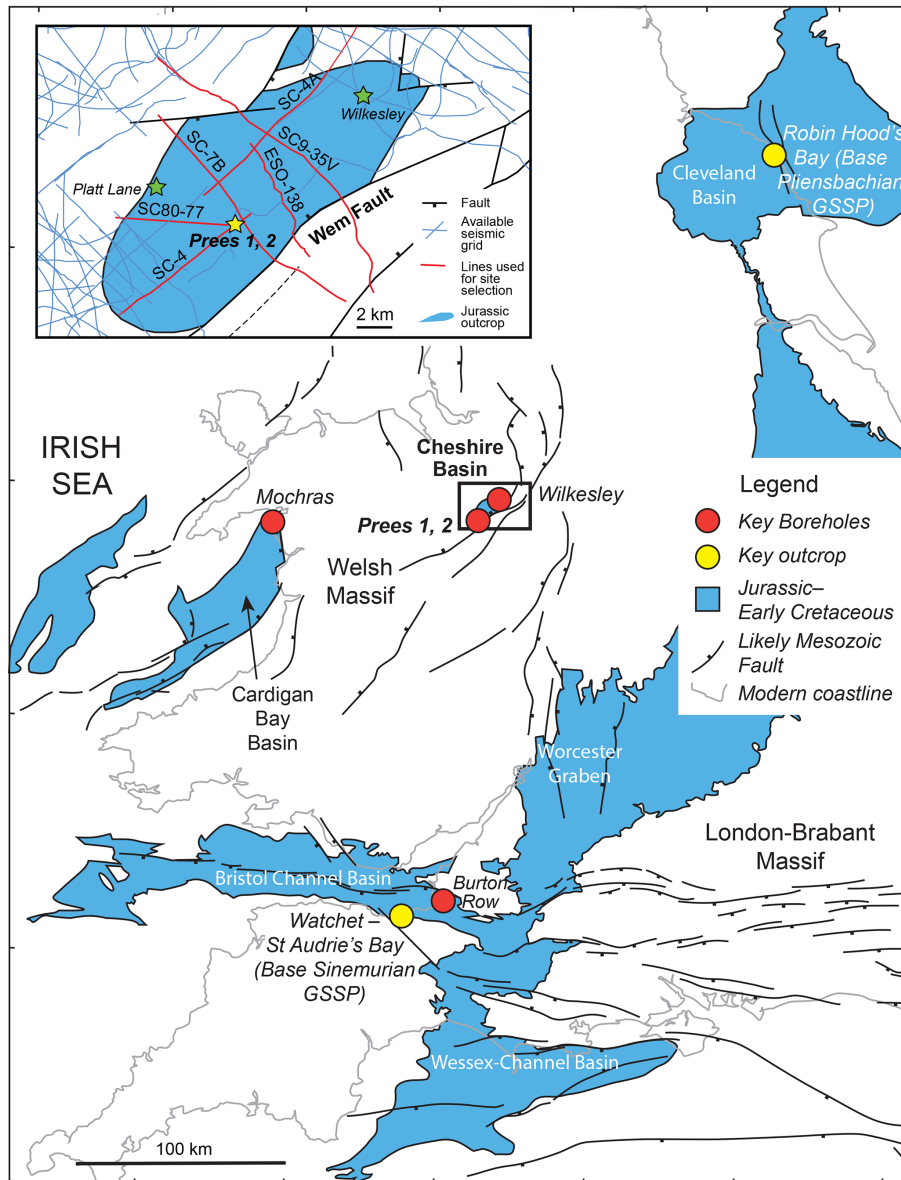 SC-4A
Wilkesley
SC-7B
SC9-35V
ESO-138
Platt Lane
SC80-77
Prees 1, 2
SC-4
Wem Fault
Fault
Available
seismic
grid
Lines used
for site
selection
Jurassic
outcrop
2 km
Robin Hood's
Bay (Base
Pliensbachian
GSSP)
Cleveland
Basin
IRISH
SEA
Mochras
Cheshire
Basin
Wilkesley
Prees 1, 2
Welsh
Massif
Cardigan
Bay
Basin
Legend
Key Boreholes
Key outcrop
Jurassic–
Early Cretaceous
Likely Mesozoic
Fault
Modern coastline
Worcester
Graben
London-Brabant
Massif
Bristol Channel Basin
Burton
Row
Watchet –
St Audrie's Bay
(Base Sinemurian
GSSP)
Wessex-Channel Basin
100 km